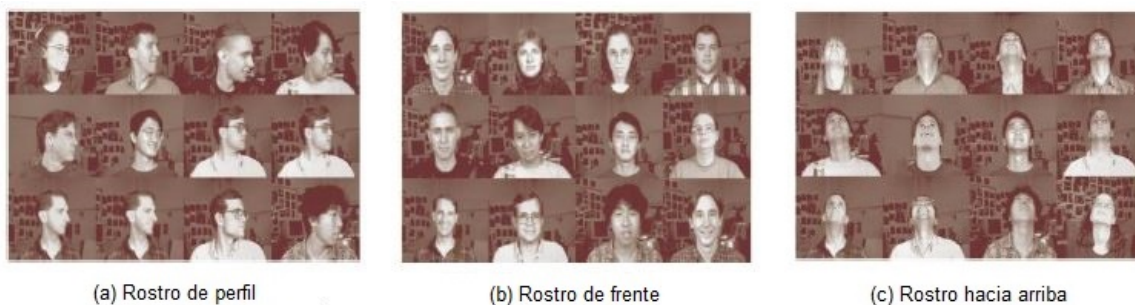 (a) Rostro de perfil
(b) Rostro de frente
(c) Rostro hacia arriba